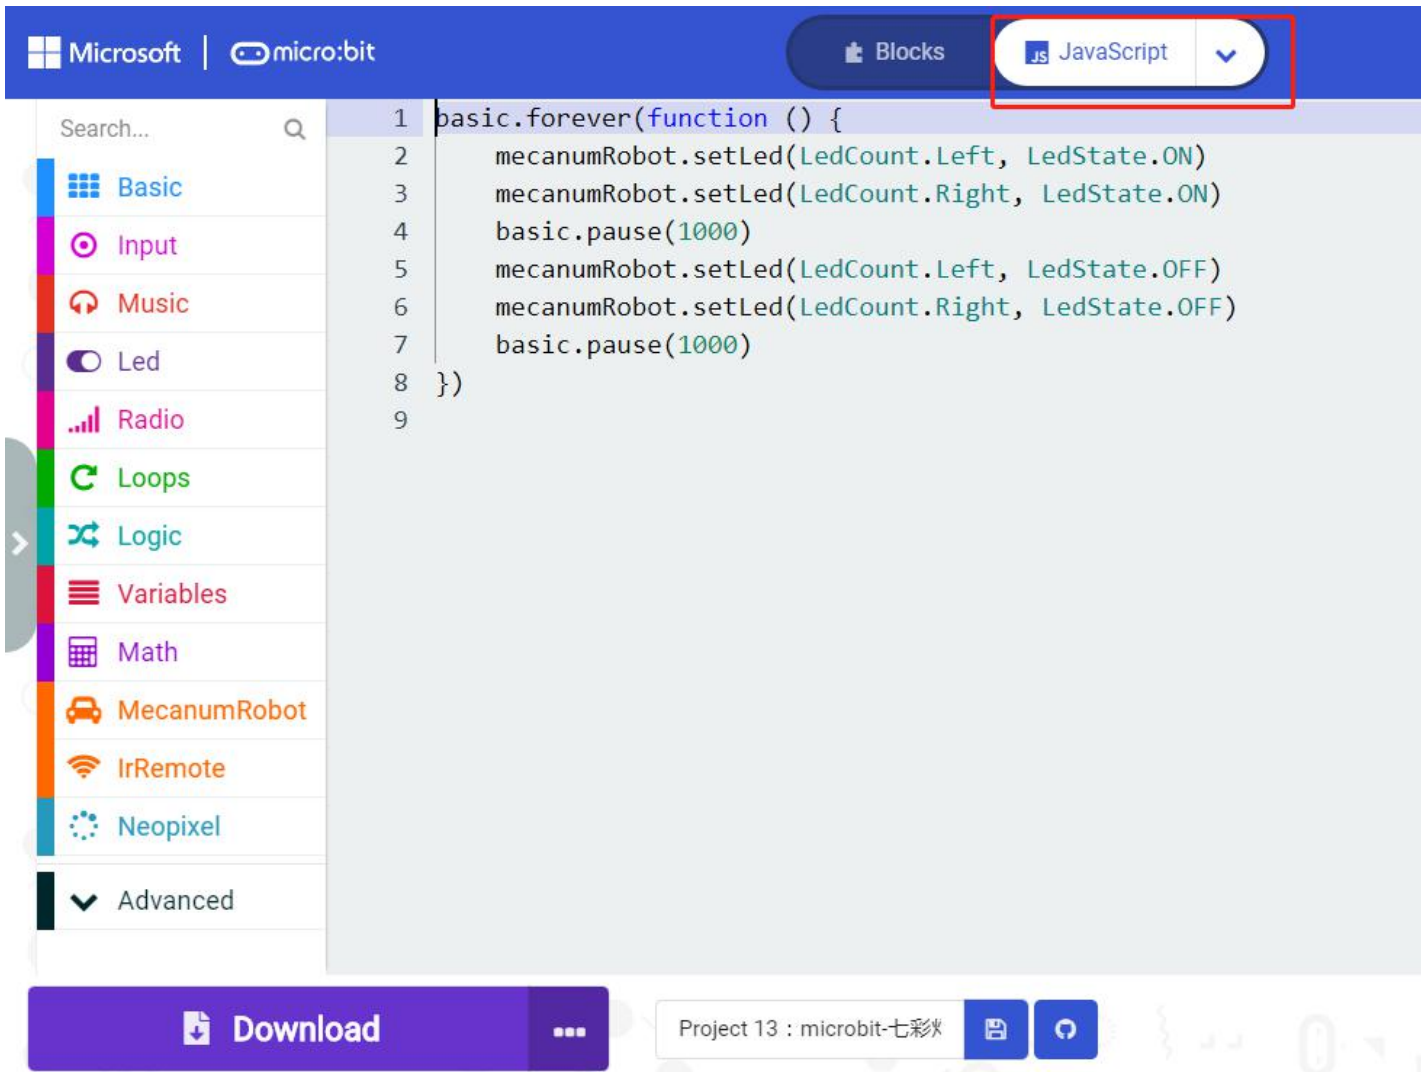 Microsoft | micro:bit
Blocks
JS JavaScript
Search...
Basic
Input
Music
Led
Radio
Loops
Logic
Variables
Math
MecanumRobot
IrRemote
Neopixel
Advanced
1 basic.forever(function () {
2     mecanumRobot.setLed(LedCount.Left, LedState.ON)
3     mecanumRobot.setLed(LedCount.Right, LedState.ON)
4     basic.pause(1000)
5     mecanumRobot.setLed(LedCount.Left, LedState.OFF)
6     mecanumRobot.setLed(LedCount.Right, LedState.OFF)
7     basic.pause(1000)
8 })
9
Download
Project 13：microbit-七彩